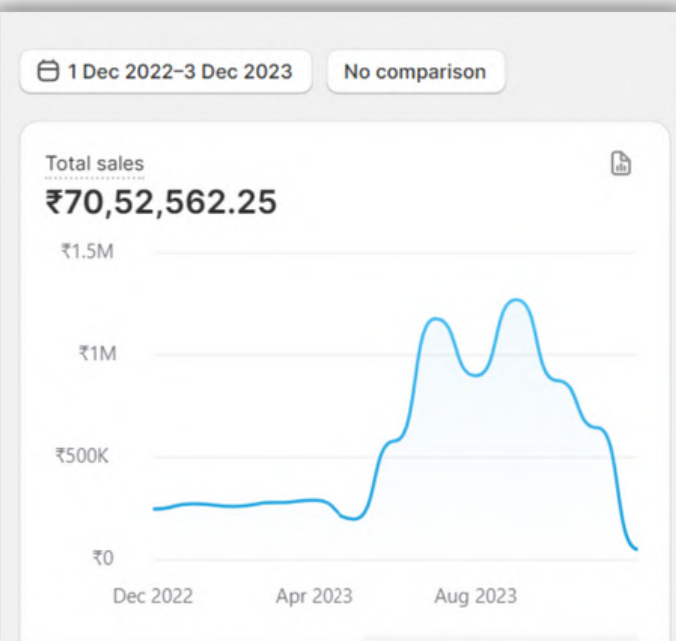 1 Dec 2022–3 Dec 2023 No comparison
Total sales
₹70,52,562.25
₹1.5M
₹1M
₹500K
₹0
Dec 2022 Apr 2023 Aug 2023